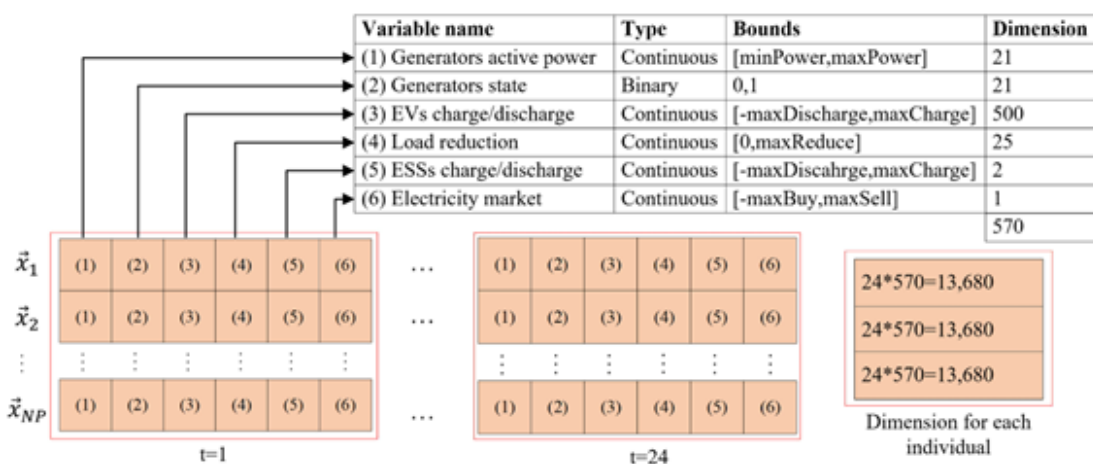 Variable name Type Bounds Dimension
(1) Generators active power Continuous [minPower,maxPower] 21
(2) Generators state Binary 0,1 21
(3) EVs charge/discharge Continuous [-maxDischarge,maxCharge] 500
(4) Load reduction Continuous [0,maxReduce] 25
(5) ESSs charge/discharge Continuous [-maxDiscahrge,maxCharge] 2
(6) Electricity market Continuous [-maxBuy,maxSell] 1
570
x⃗₁ (1) (2) (3) (4) (5) (6) ... (1) (2) (3) (4) (5) (6) 24*570=13,680
x⃗₂ (1) (2) (3) (4) (5) (6) ... (1) (2) (3) (4) (5) (6) 24*570=13,680
⋮ ⋮ ⋮ ⋮ ⋮ ⋮ ⋮ ⋮ ⋮ ⋮ ⋮ ⋮ ⋮
x⃗NP (1) (2) (3) (4) (5) (6) ... (1) (2) (3) (4) (5) (6) 24*570=13,680
t=1 t=24
Dimension for each
individual